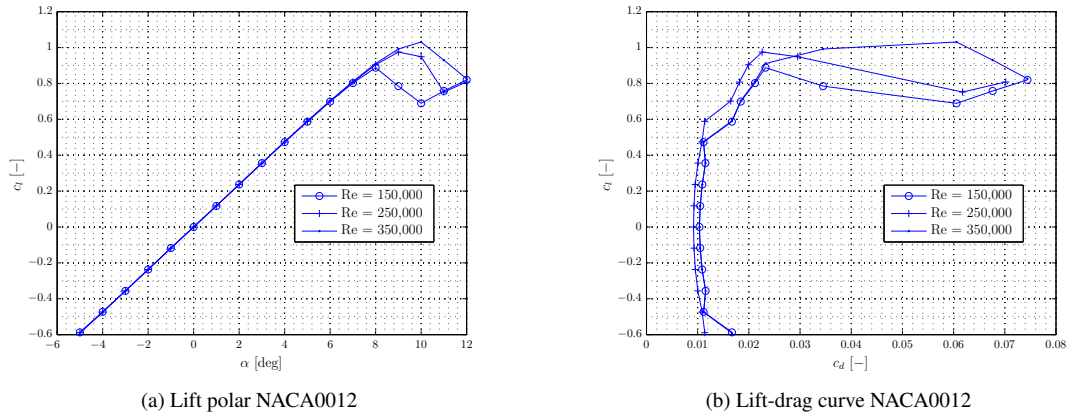 1.2
1
0.8
0.6
0.4
0.2
0
−0.2
−0.4
−0.6
c_l [−]
−6 −4 −2 0 2 4 6 8 10 12
α [deg]
Re = 150,000
Re = 250,000
Re = 350,000
(a) Lift polar NACA0012
1.2
1
0.8
0.6
0.4
0.2
0
−0.2
−0.4
−0.6
c_l [−]
0 0.01 0.02 0.03 0.04 0.05 0.06 0.07 0.08
c_d [−]
Re = 150,000
Re = 250,000
Re = 350,000
(b) Lift-drag curve NACA0012